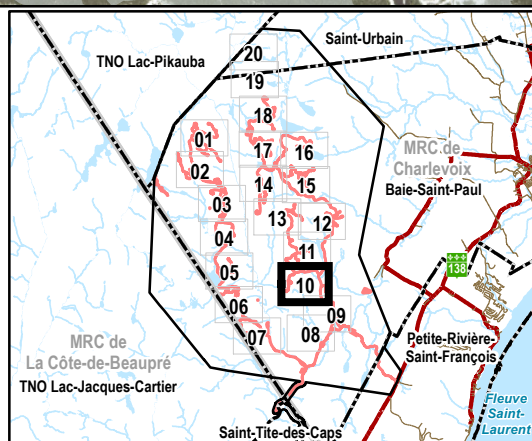 20
Saint-Urbain
TNO Lac-Pikauba
19
18
01
17
16
MRC de
Charlevoix
02
14
15
Baie-Saint-Paul
03
13
12
04
11
138
05
10
06
09
07
08
Petite-Rivière-
Saint-François
MRC de
La Côte-de-Beaupré
TNO Lac-Jacques-Cartier
Fleuve
Saint-
Laurent
Saint-Tite-des-Caps